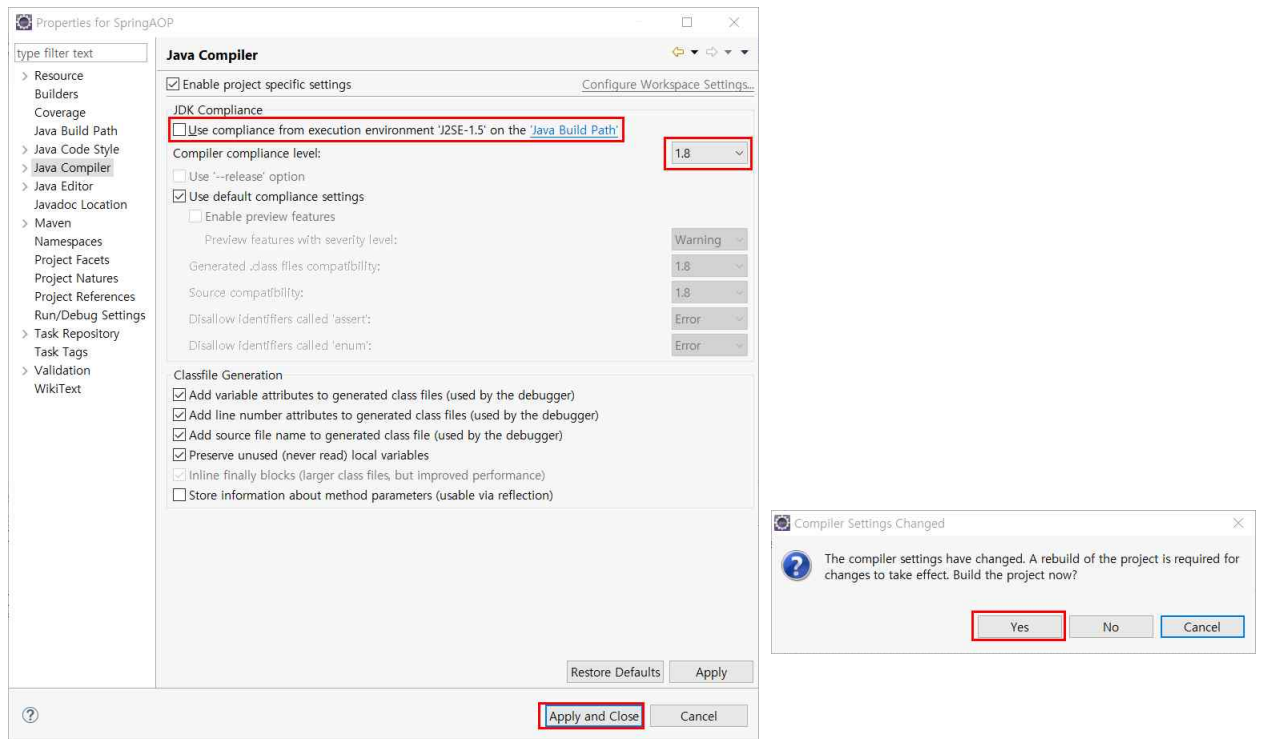 Properties for SpringAOP
type filter text
Resource
Builders
Coverage
Java Build Path
Java Code Style
Java Compiler
Java Editor
Javadoc Location
Maven
Namespaces
Project Facets
Project Natures
Project References
Run/Debug Settings
Task Repository
Task Tags
Validation
WikiText
Java Compiler
Enable project specific settings
Configure Workspace Settings...
JDK Compliance
Use compliance from execution environment 'J2SE-1.5' on the 'Java Build Path'
Compiler compliance level: 1.8
Use '--release' option
Use default compliance settings
Enable preview features
Preview features with severity level: Warning
Generated .class files compatibility: 1.8
Source compatibility: 1.8
Disallow identifiers called 'assert': Error
Disallow identifiers called 'enum': Error
Classfile Generation
Add variable attributes to generated class files (used by the debugger)
Add line number attributes to generated class files (used by the debugger)
Add source file name to generated class file (used by the debugger)
Preserve unused (never read) local variables
Inline finally blocks (larger class files, but improved performance)
Store information about method parameters (usable via reflection)
Restore Defaults
Apply
Apply and Close
Cancel
Compiler Settings Changed
The compiler settings have changed. A rebuild of the project is required for
changes to take effect. Build the project now?
Yes
No
Cancel